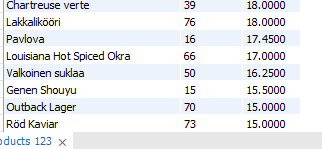 Chartreuse verte 39 18.0000
Lakkalikööri 76 18.0000
Pavlova 16 17.4500
Louisiana Hot Spiced Okra 66 17.0000
Valkoinen suklaa 50 16.2500
Genen Shouyu 15 15.5000
Outback Lager 70 15.0000
Röd Kaviar 73 15.0000
oducts 123 ×